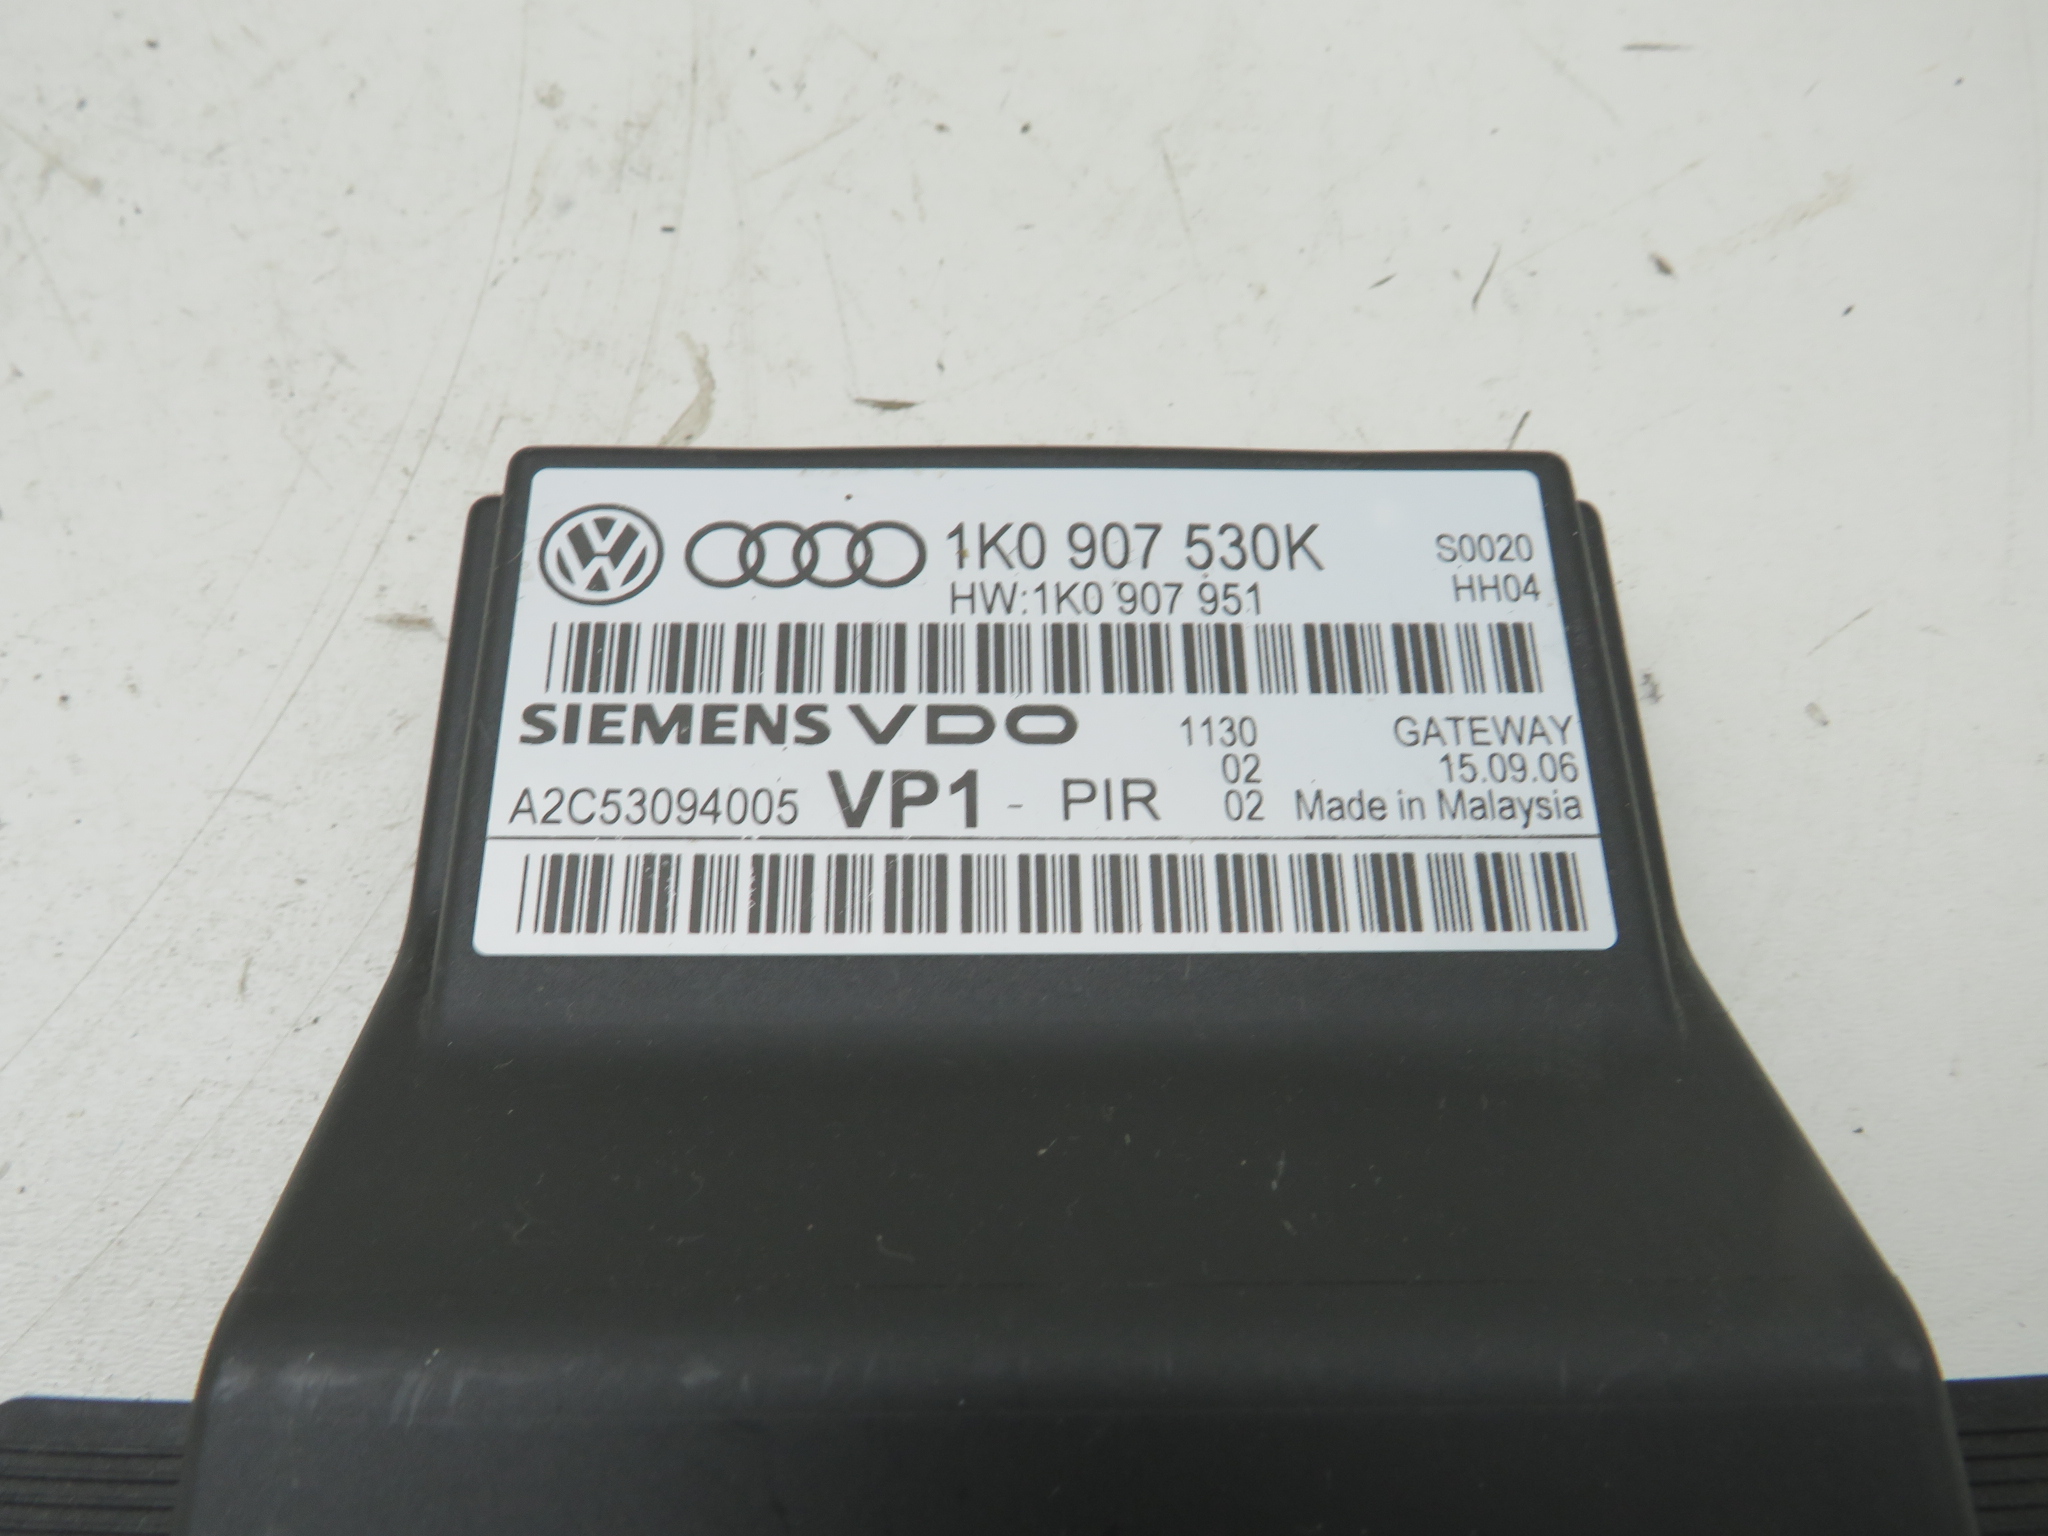 1K0 907 530K S0020
HW:1K0 907 951 HH04
SIEMENS VDO 1130 GATEWAY
02 15.09.06
A2C53094005 VP1 - PIR 02 Made in Malaysia